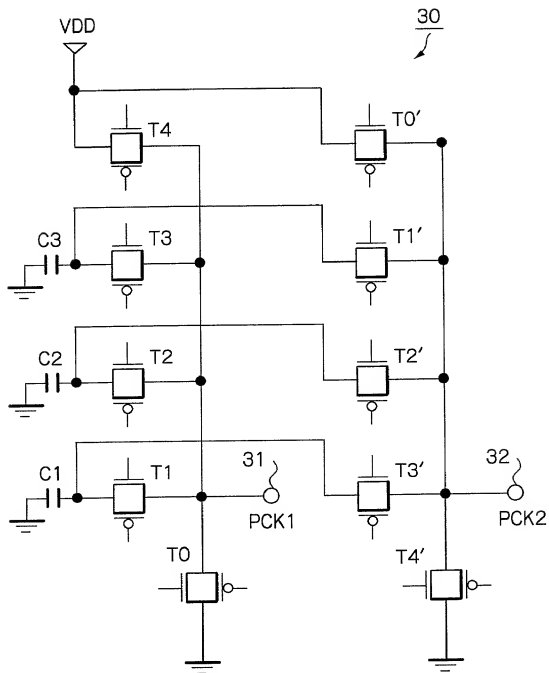 30
VDD
T4
T0'
C3
T3
T1'
C2
T2
T2'
C1
T1
31
T3'
32
PCK1
PCK2
T0
T4'